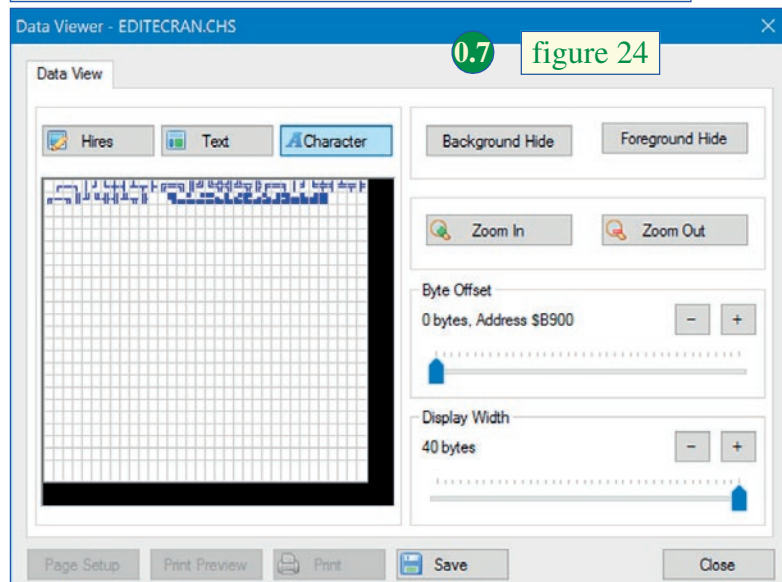 Data Viewer - EDITECRAN.CHS
0.7 figure 24
Data View
Hires Text ACharacter Background Hide Foreground Hide
Zoom In Zoom Out
Byte Offset
0 bytes, Address $B900 - +
Display Width
40 bytes - +
Page Setup Print Preview Print Save Close